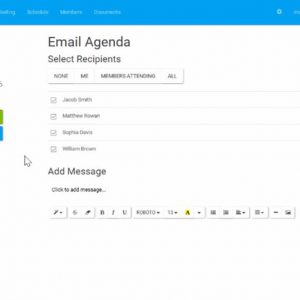 Schedule Members Documents
Email Agenda
Select Recipients
NONE ME MEMBERS ATTENDING ALL
Jacob Smith
Matthew Rowan
Sophia Davis
William Brown
Add Message
Click to add message...
B I U ROBOTO 13 A